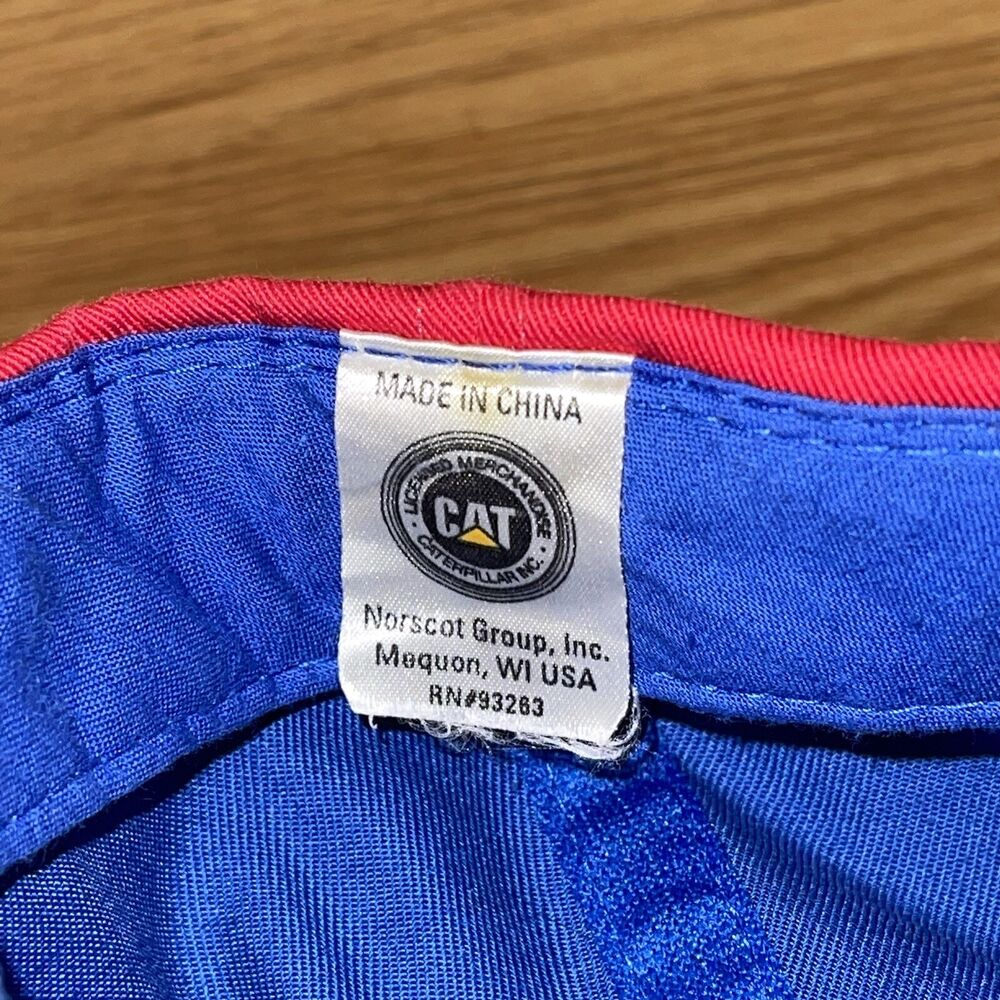 MADE IN CHINA
LICENSED MERCHANDISE
CAT
CATERPILLAR INC.
Norscot Group, Inc.
Mequon, WI USA
RN#93263